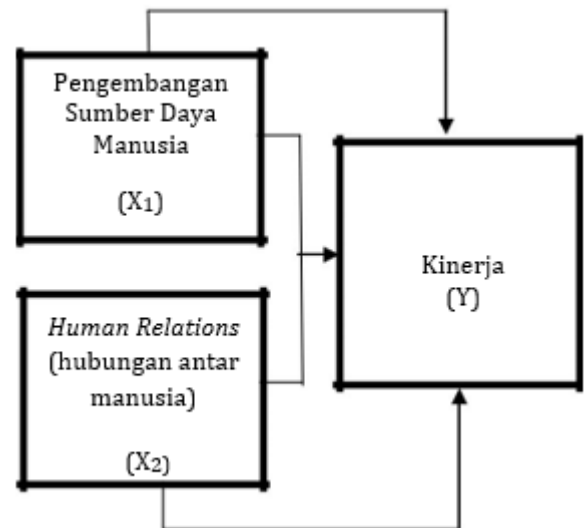 Pengembangan
Sumber Daya
Manusia
(X1)
Human Relations
(hubungan antar
manusia)
(X2)
Kinerja
(Y)